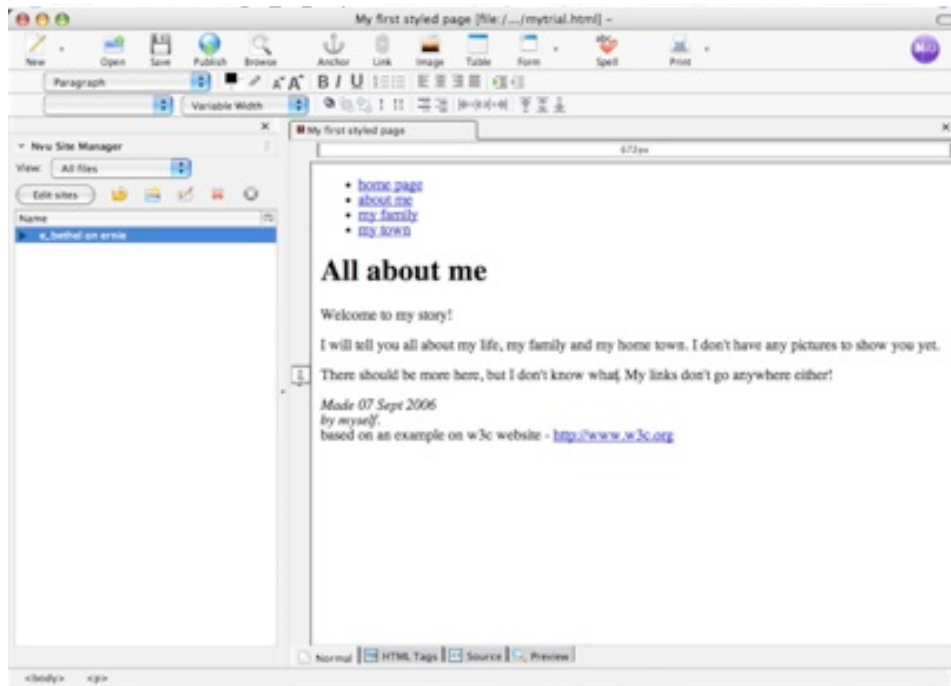 My first styled page [file:/.../mytrial.html] -
New Open Save Publish Browse Anchor Link Image Table Form Spell Print
Paragraph
B I U
Variable Width
Nvu Site Manager
My first styled page
672px
View: All files
Edit sites
Name
e_bethel on ernie
home page
about me
my family
my town
All about me
Welcome to my story!
I will tell you all about my life, my family and my home town. I don't have any pictures to show you yet.
There should be more here, but I don't know what. My links don't go anywhere either!
Made 07 Sept 2006
by myself.
based on an example on w3c website - http://www.w3c.org
Normal HTML Tags Source Preview
<body> <p>